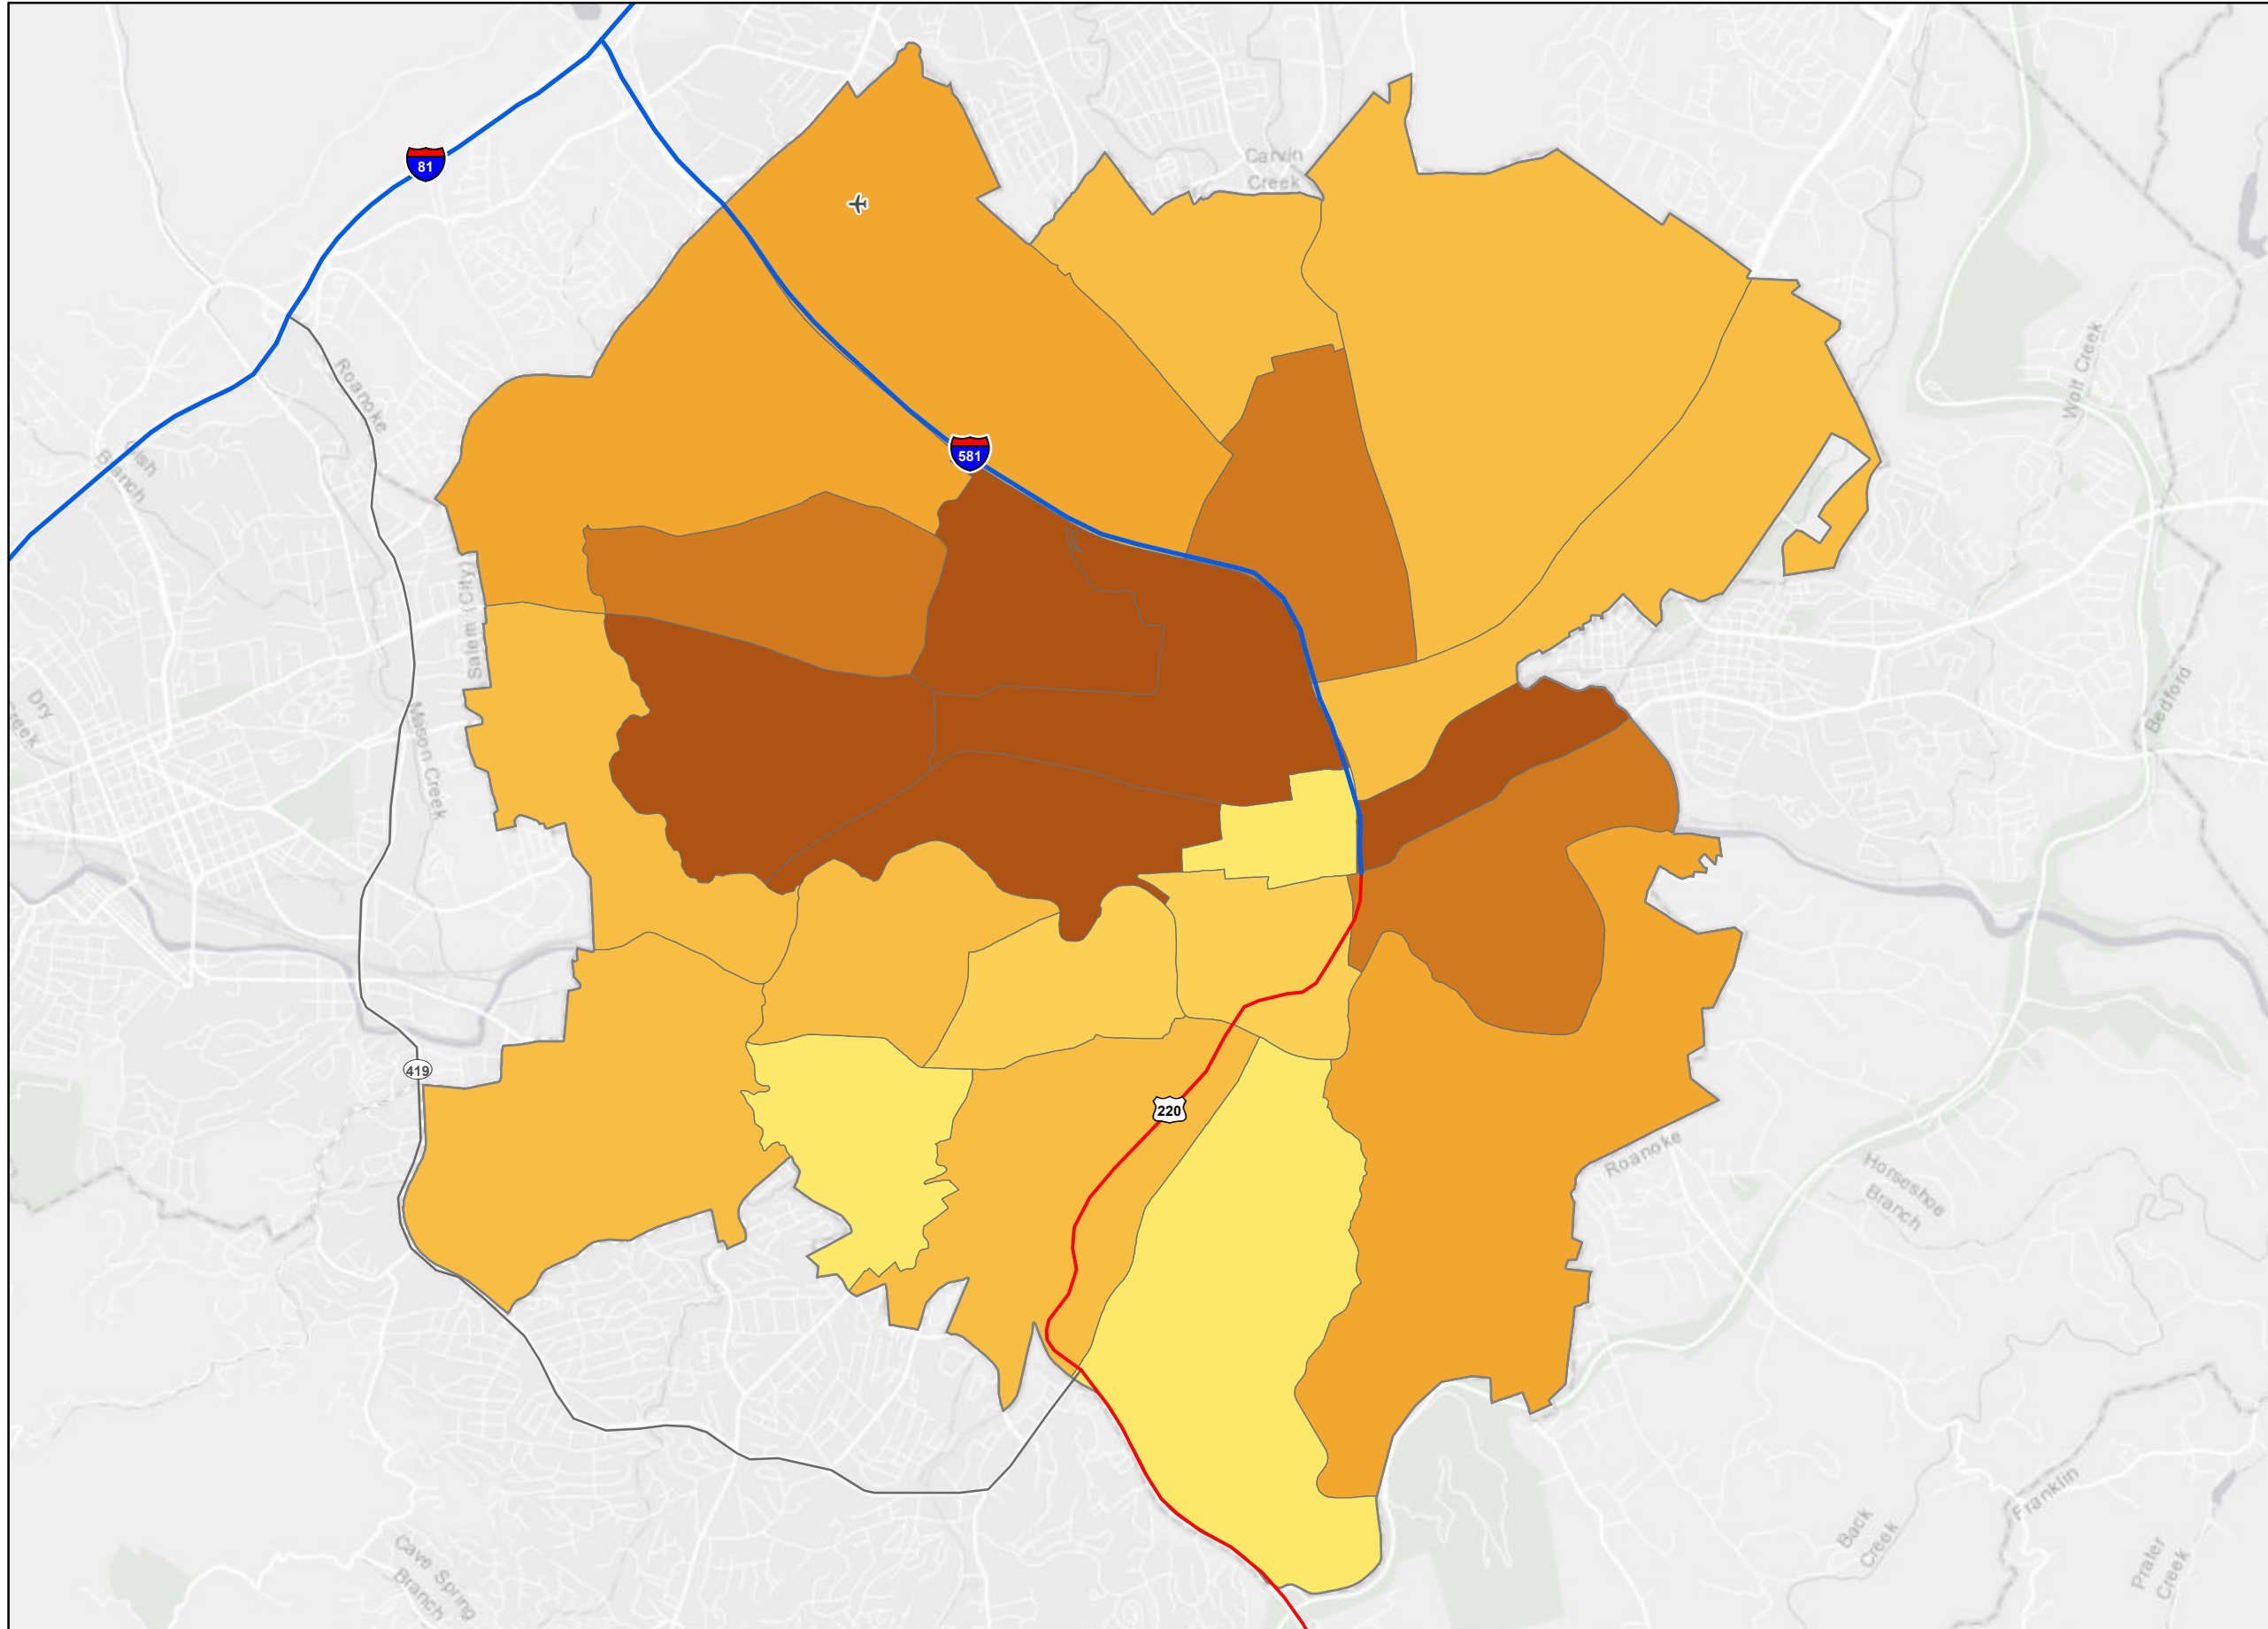 Carvin
Creek
81
Roanoke
Wolf Creek
Gish
Branch
581
Salem (City)
Dry
Creek
Mason Creek
Bedford
419
220
Roanoke
Horseshoe
Branch
Cave Spring
Branch
Back
Creek
Franklin
Prater
Creek